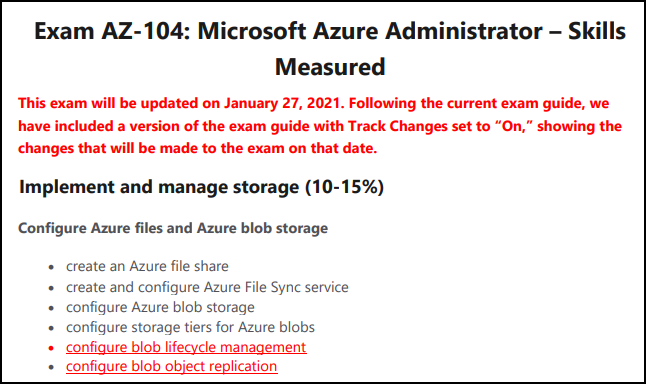 Exam AZ-104: Microsoft Azure Administrator – Skills
Measured
This exam will be updated on January 27, 2021. Following the current exam guide, we
have included a version of the exam guide with Track Changes set to “On,” showing the
changes that will be made to the exam on that date.
Implement and manage storage (10-15%)
Configure Azure files and Azure blob storage
• create an Azure file share
• create and configure Azure File Sync service
• configure Azure blob storage
• configure storage tiers for Azure blobs
• configure blob lifecycle management
• configure blob object replication